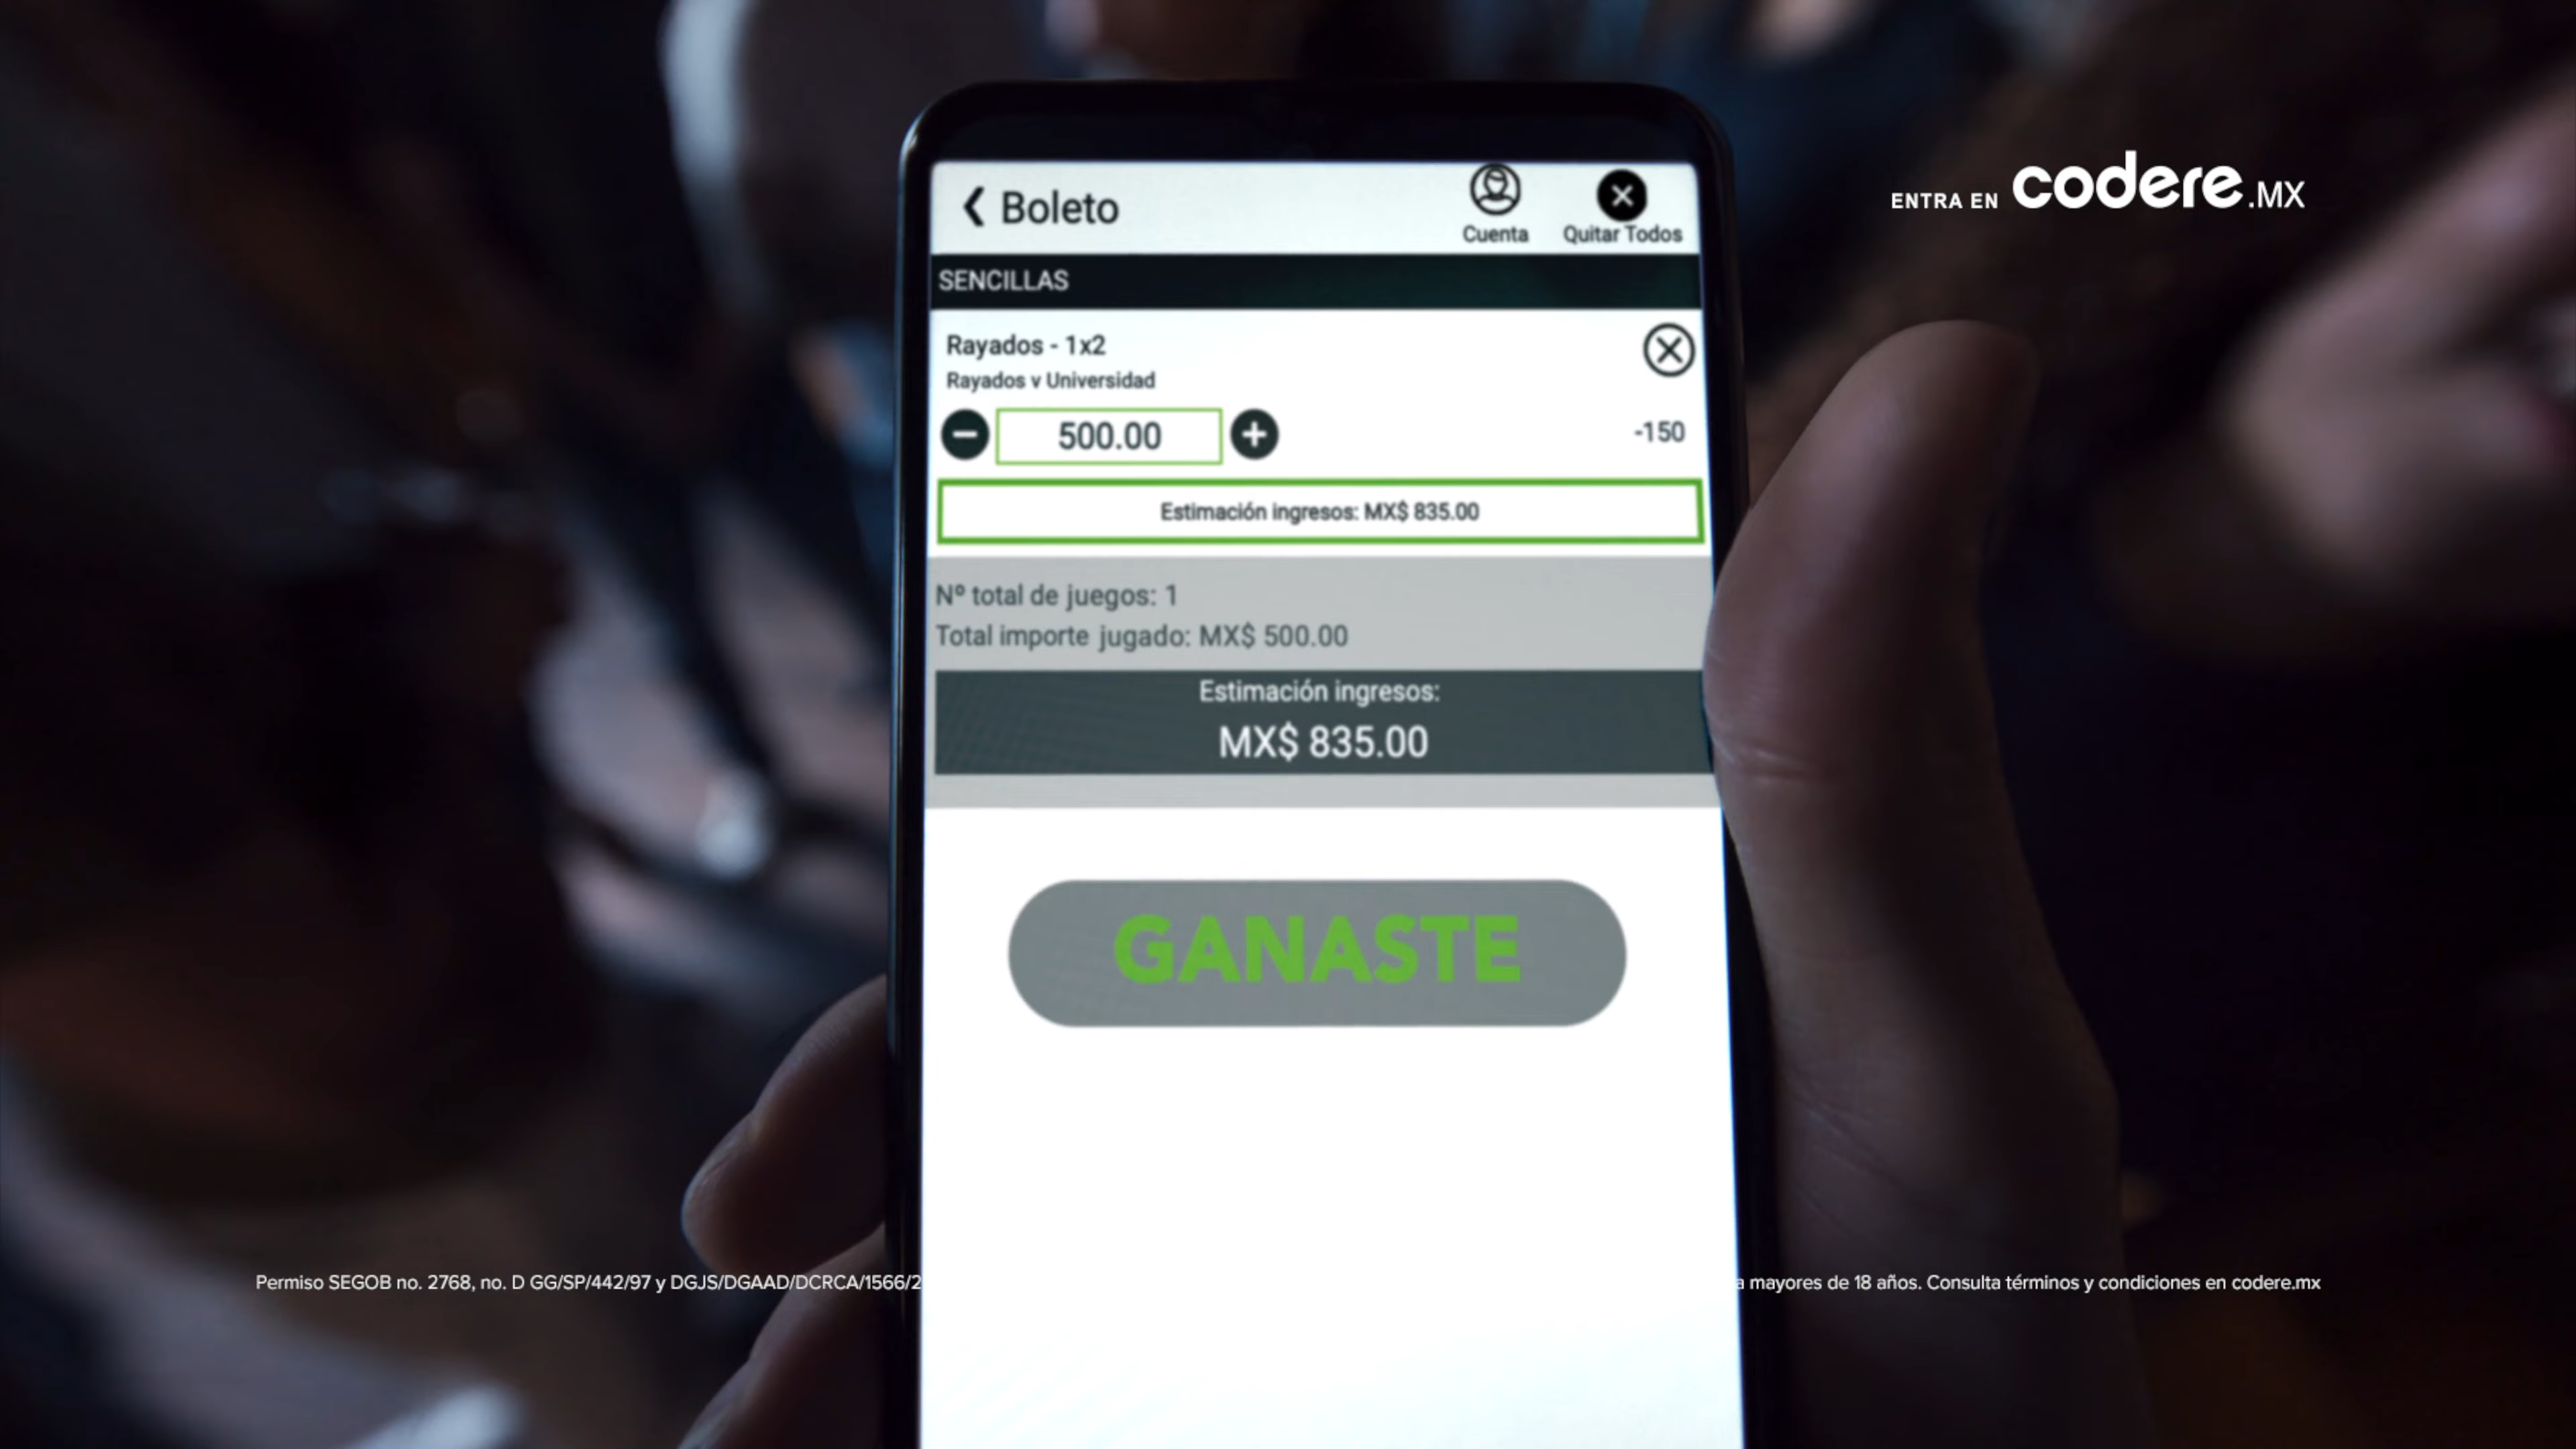 ENTRA EN codere.MX
Boleto
Cuenta
Quitar Todos
SENCILLAS
Rayados - 1x2
Rayados v Universidad
500.00
-150
Estimación ingresos: MX$ 835.00
Nº total de juegos: 1
Total importe jugado: MX$ 500.00
Estimación ingresos:
MX$ 835.00
GANASTE
Permiso SEGOB no. 2768, no. D GG/SP/442/97 y DGJS/DGAAD/DCRCA/1566/2 a mayores de 18 años. Consulta términos y condiciones en codere.mx